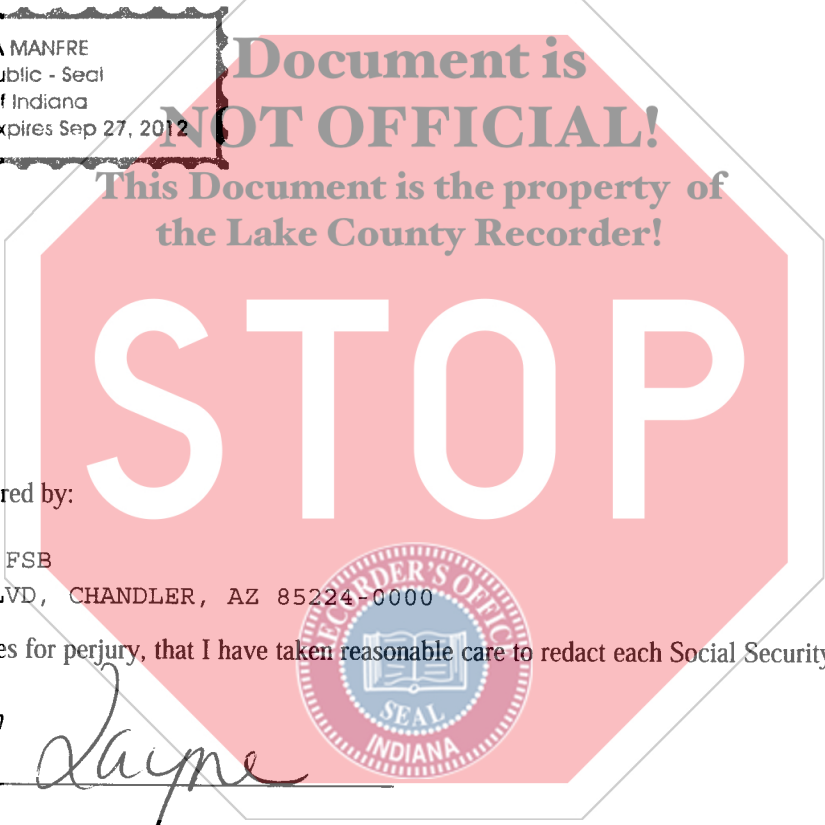 A MANFRE
ublic - Seal
f Indiana
xpires Sep 27, 2012
Document is
NOT OFFICIAL!
This Document is the property of
the Lake County Recorder!
STOP
red by:
FSB
LVD, CHANDLER, AZ 85224-0000
es for perjury, that I have taken reasonable care to redact each Social Security
RECORDER'S OFFIC
SEAL
INDIANA
Layne